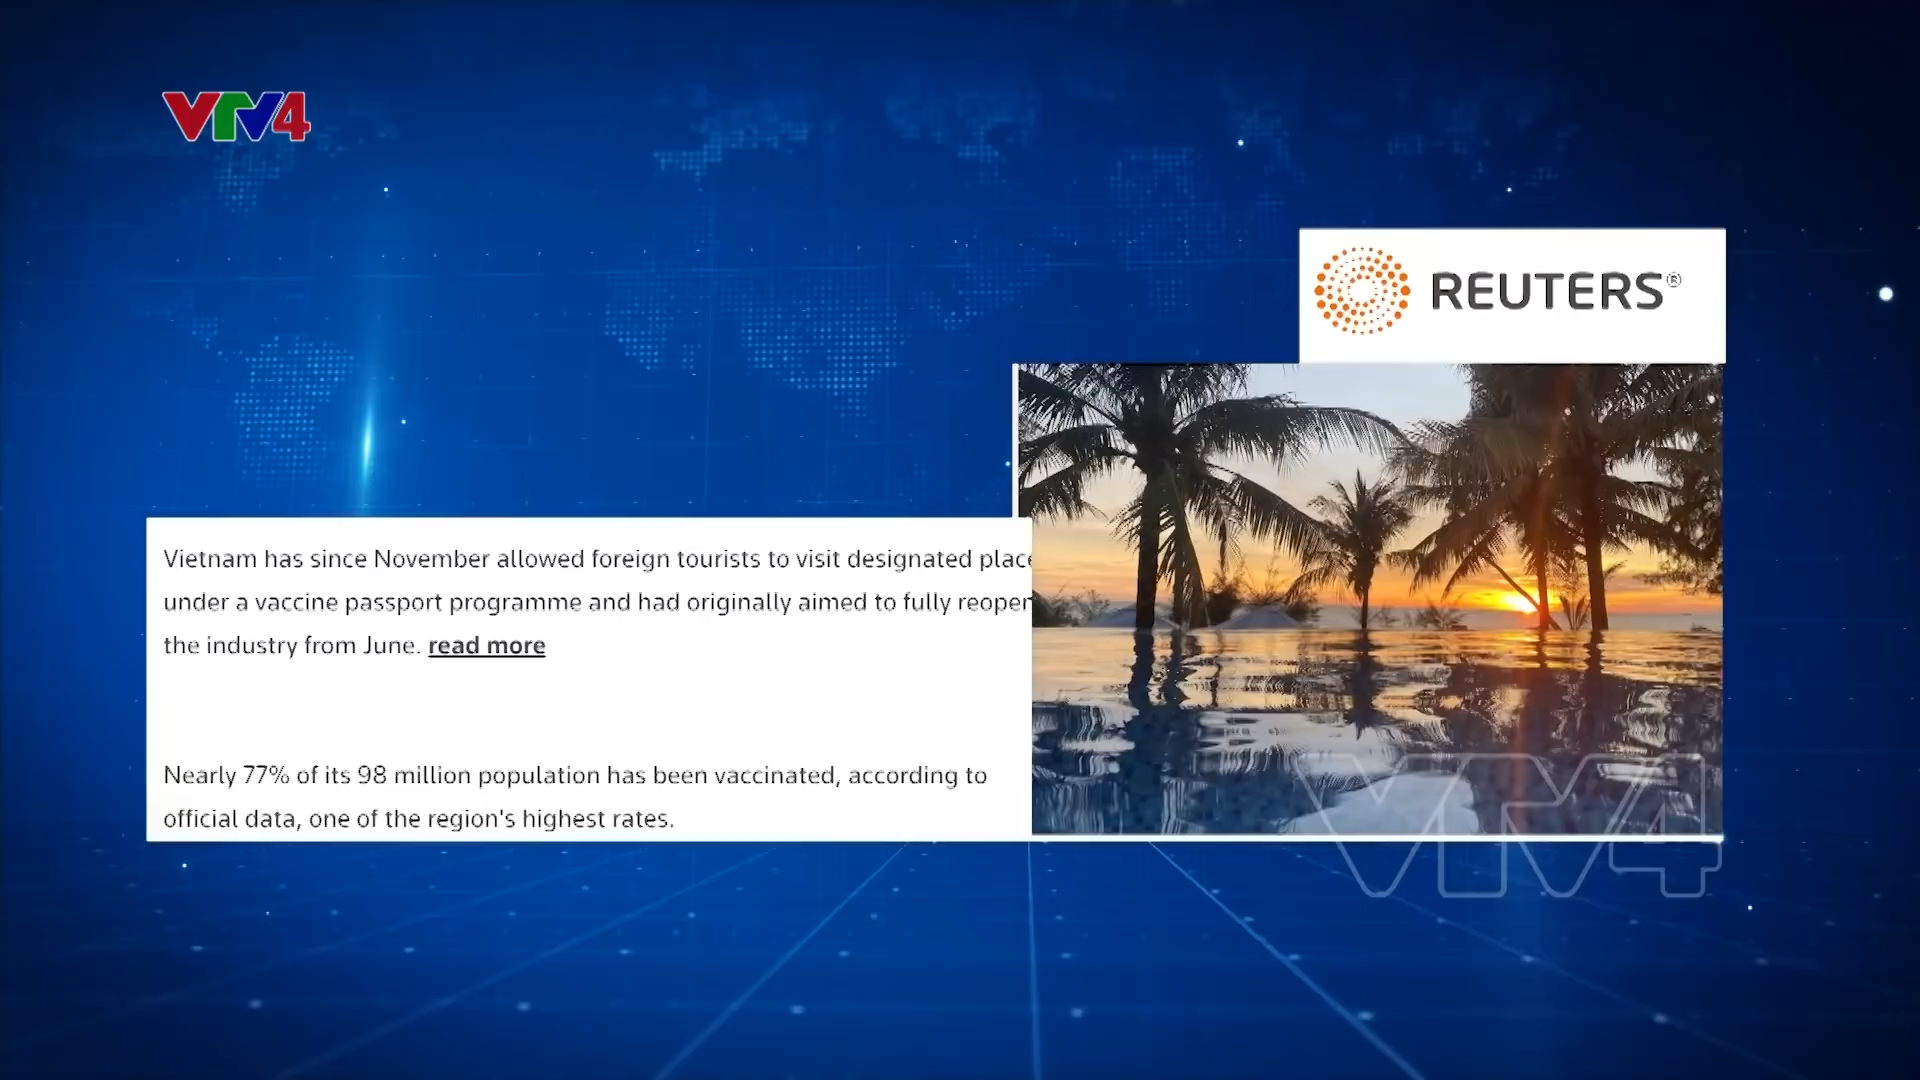 VTV4
REUTERS®
Vietnam has since November allowed foreign tourists to visit designated place
under a vaccine passport programme and had originally aimed to fully reopen
the industry from June. read more
Nearly 77% of its 98 million population has been vaccinated, according to
official data, one of the region's highest rates.
VTV4